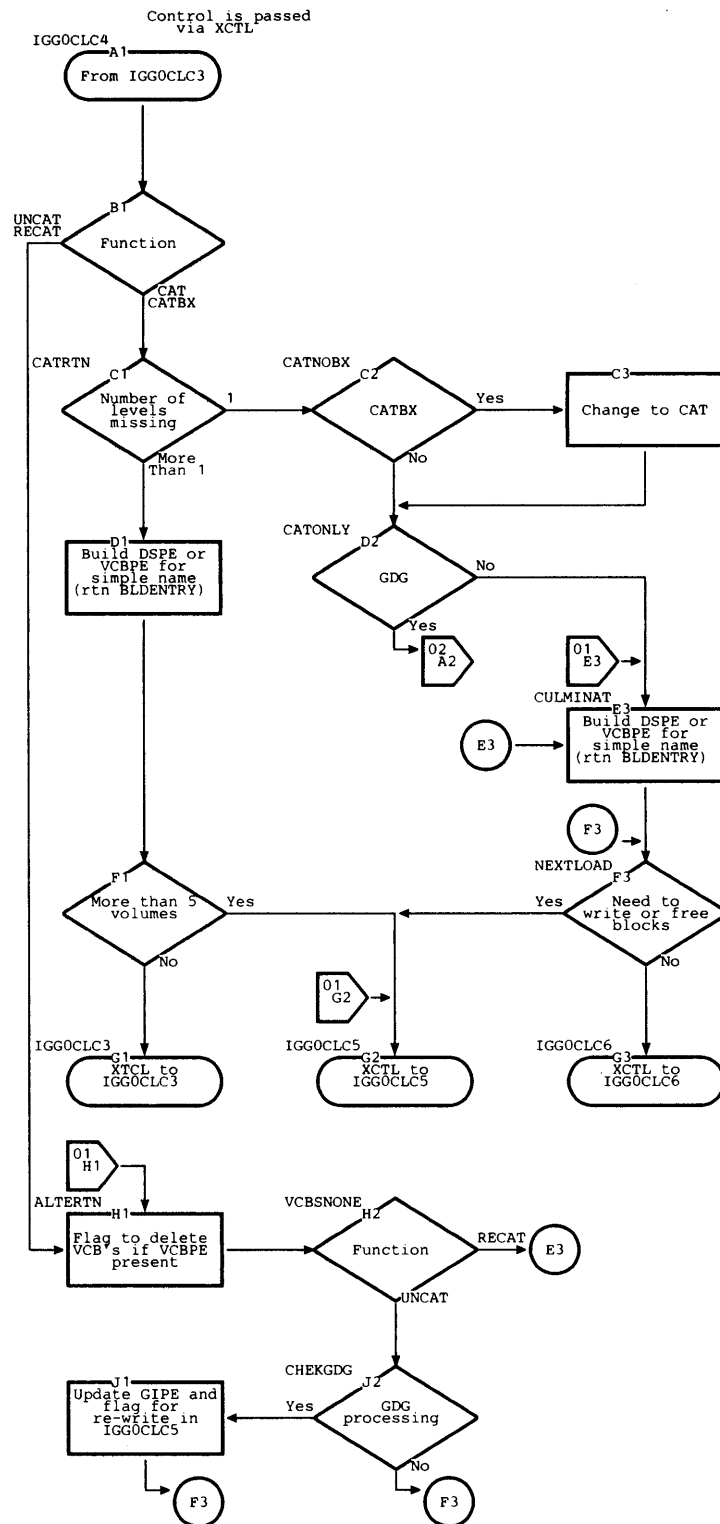 Control is passed
via XCTL
IGG0CLC4
A1
From IGG0CLC3
B1
UNCAT
RECAT
Function
CAT
CATBX
CATRTN
C1
Number of
levels
missing
1
More
Than 1
CATNOBX
C2
CATBX
Yes
No
C3
Change to CAT
D1
Build DSPE or
VCBPE for
simple name
(rtn BLDENTRY)
CATONLY
D2
GDG
No
Yes
02
A2
01
E3
CULMINAT
E3
Build DSPE or
VCBPE for
simple name
(rtn BLDENTRY)
E3
F3
NEXTLOAD
F1
More than 5
volumes
Yes
No
F3
Need to
write or free
blocks
Yes
No
01
G2
IGG0CLC3
G1
XTCL to
IGG0CLC3
IGG0CLC5
G2
XCTL to
IGG0CLC5
IGG0CLC6
G3
XCTL to
IGG0CLC6
01
H1
ALTERTN
H1
Flag to delete
VCB's if VCBPE
present
VCBSNONE
H2
Function
RECAT
E3
UNCAT
J1
Update GIPE and
flag for
re-write in
IGG0CLC5
Yes
CHEKGDG
J2
GDG
processing
No
F3
F3